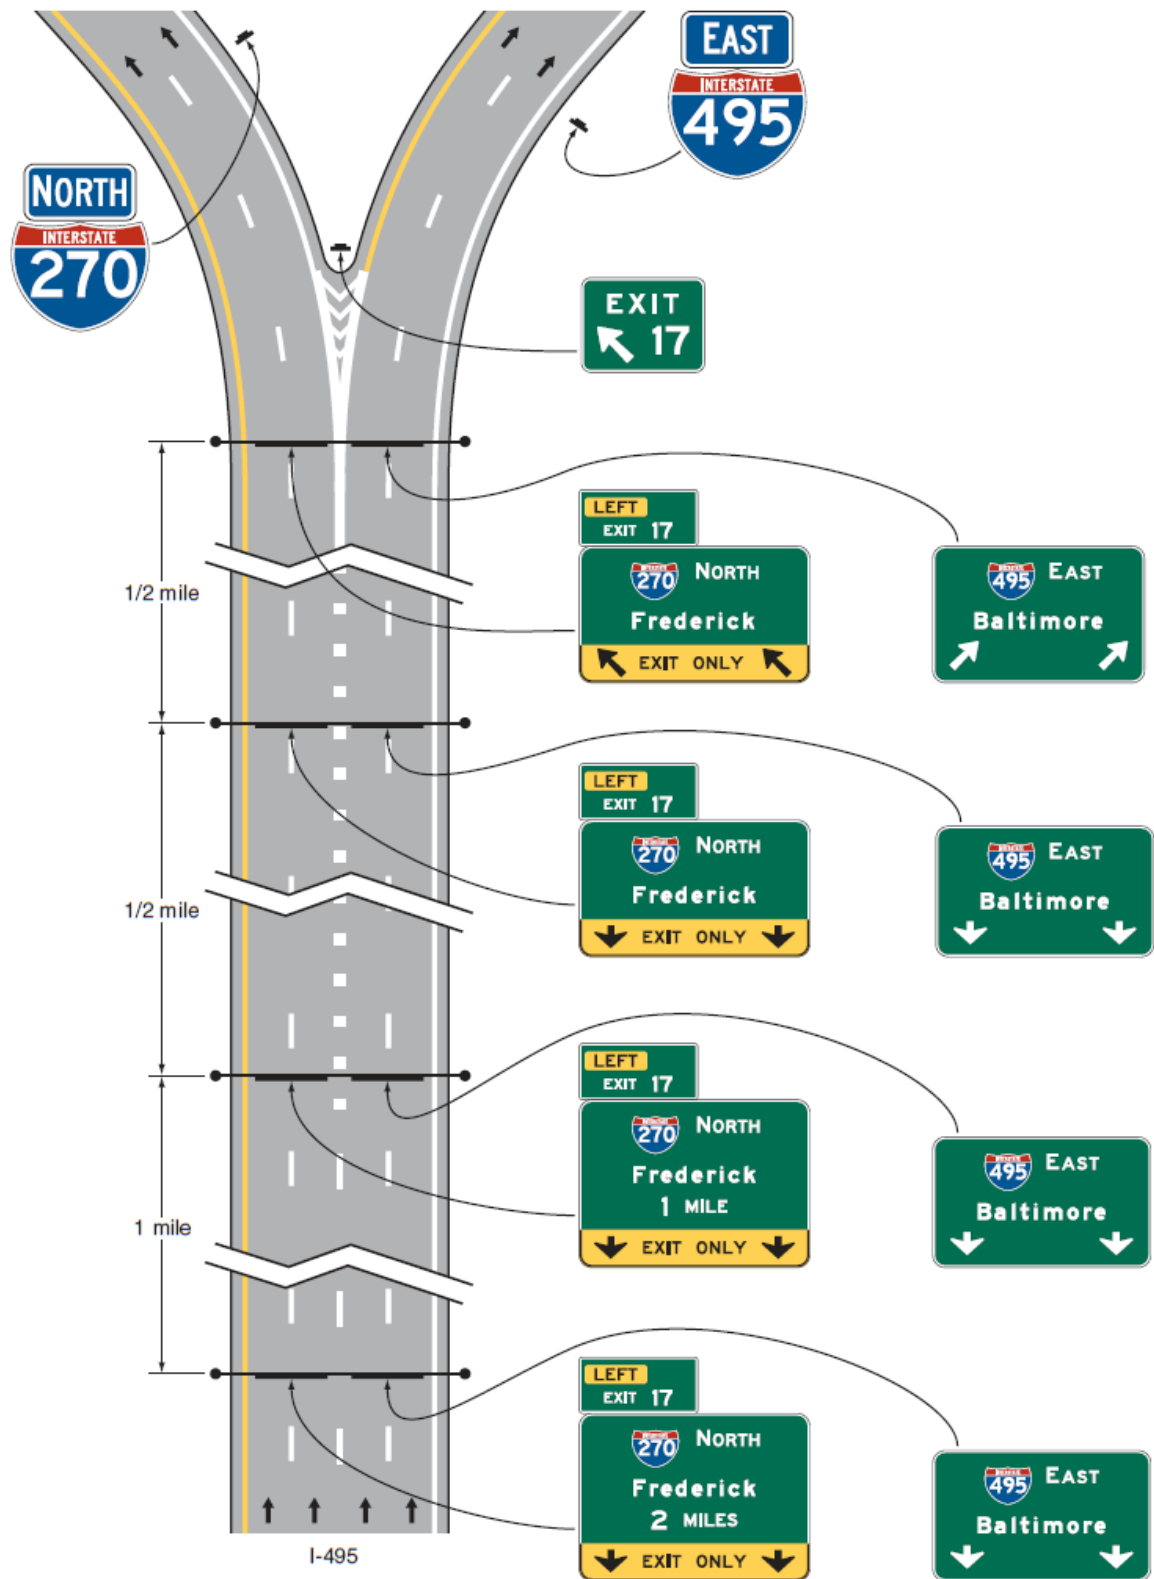 EAST
INTERSTATE
495
NORTH
INTERSTATE
270
EXIT
17
1/2 mile
LEFT
EXIT 17
270 NORTH
Frederick
EXIT ONLY
495 EAST
Baltimore
1/2 mile
LEFT
EXIT 17
270 NORTH
Frederick
EXIT ONLY
495 EAST
Baltimore
1 mile
LEFT
EXIT 17
270 NORTH
Frederick
1 MILE
EXIT ONLY
495 EAST
Baltimore
LEFT
EXIT 17
270 NORTH
Frederick
2 MILES
EXIT ONLY
495 EAST
Baltimore
I-495